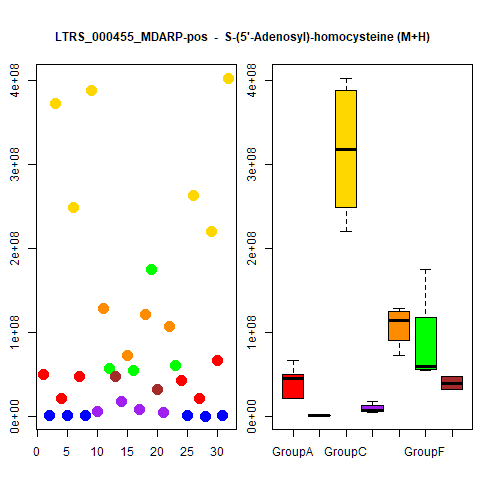 LTRS_000455_MDARP-pos - S-(5'-Adenosyl)-homocysteine (M+H)
4e+08
3e+08
2e+08
1e+08
0e+00
0 5 10 15 20 25 30
4e+08
3e+08
2e+08
1e+08
0e+00
GroupA GroupC GroupF